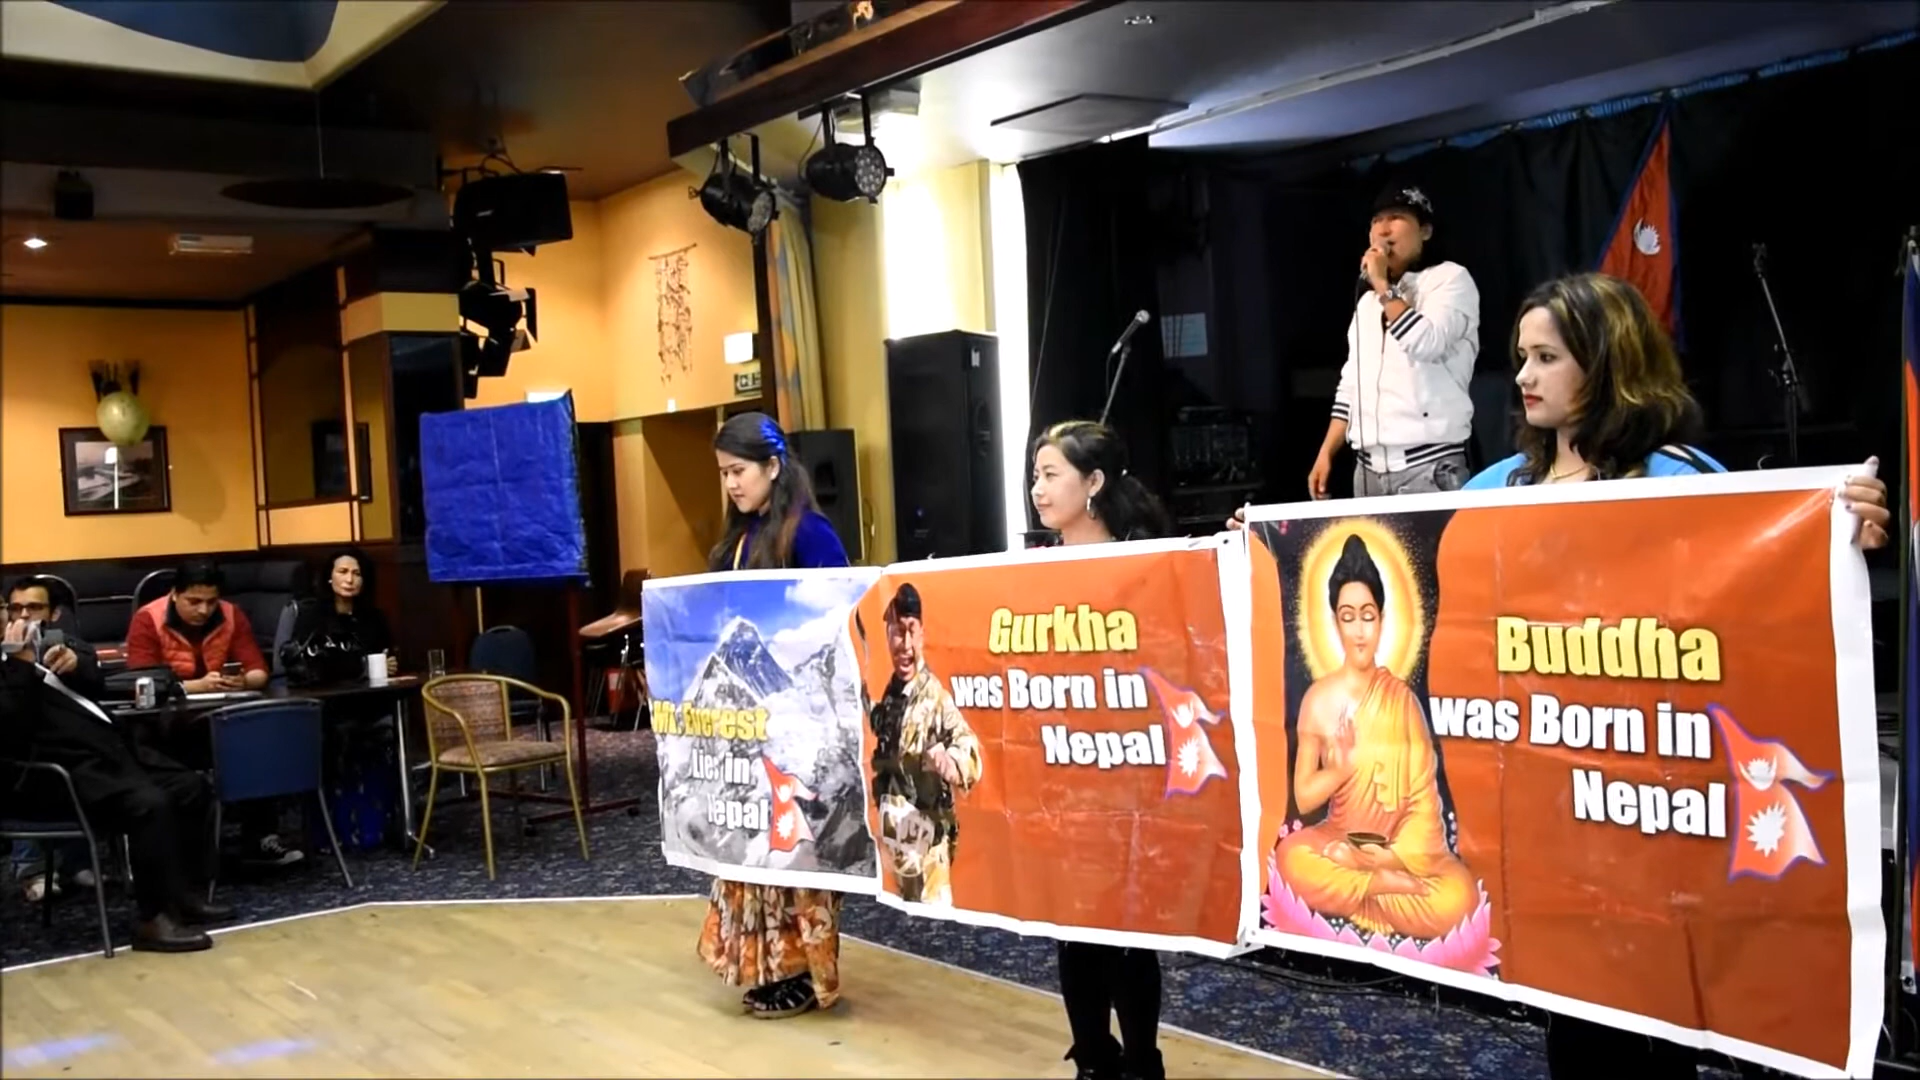 Mt. Everest
Lies in
Nepal
Gurkha
was Born in
Nepal
Buddha
was Born in
Nepal